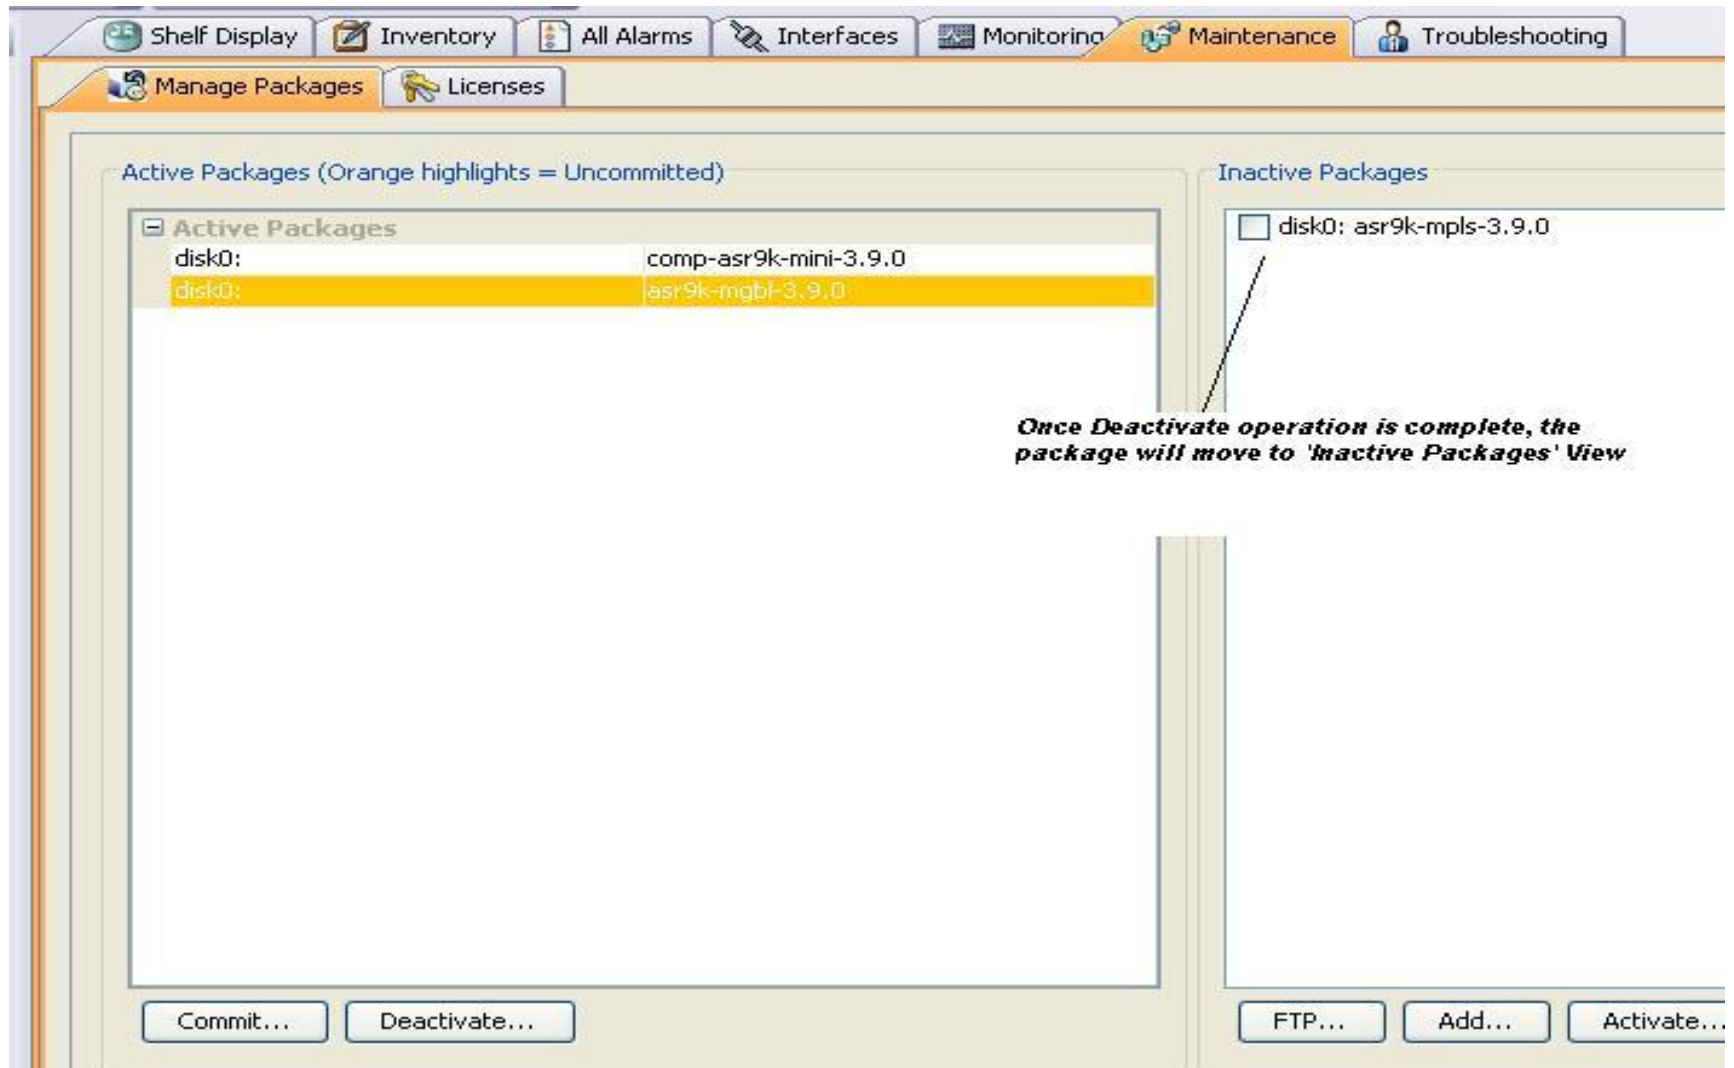 Shelf Display Inventory All Alarms Interfaces Monitoring Maintenance Troubleshooting
Manage Packages Licenses
Active Packages (Orange highlights = Uncommitted)
Active Packages
disk0: comp-asr9k-mini-3.9.0
disk0: asr9k-mgbl-3.9.0
Inactive Packages
disk0: asr9k-mpls-3.9.0
Once Deactivate operation is complete, the
package will move to 'Inactive Packages' View
Commit... Deactivate...
FTP... Add... Activate...